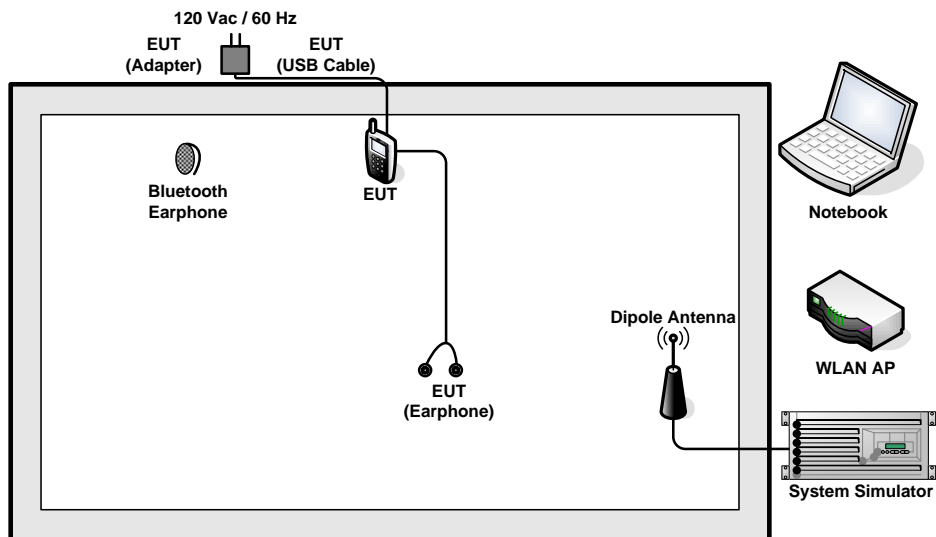 120 Vac / 60 Hz
EUT
(Adapter)
EUT
(USB Cable)
Bluetooth
Earphone
EUT
Notebook
Dipole Antenna
WLAN AP
EUT
(Earphone)
System Simulator